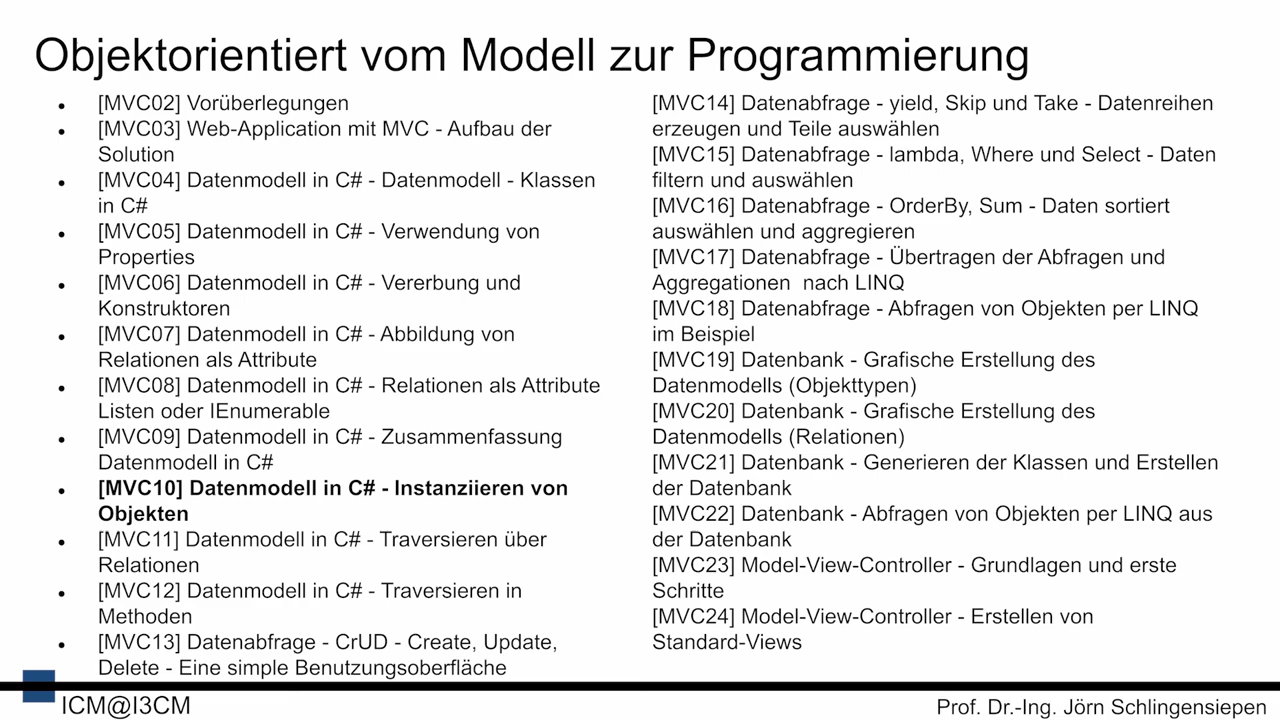 Objektorientiert vom Modell zur Programmierung
[MVC02] Vorüberlegungen
[MVC03] Web-Application mit MVC - Aufbau der
Solution
[MVC04] Datenmodell in C# - Datenmodell - Klassen
in C#
[MVC05] Datenmodell in C# - Verwendung von
Properties
[MVC06] Datenmodell in C# - Vererbung und
Konstruktoren
[MVC07] Datenmodell in C# - Abbildung von
Relationen als Attribute
[MVC08] Datenmodell in C# - Relationen als Attribute
Listen oder IEnumerable
[MVC09] Datenmodell in C# - Zusammenfassung
Datenmodell in C#
[MVC10] Datenmodell in C# - Instanziieren von
Objekten
[MVC11] Datenmodell in C# - Traversieren über
Relationen
[MVC12] Datenmodell in C# - Traversieren in
Methoden
[MVC13] Datenabfrage - CrUD - Create, Update,
Delete - Eine simple Benutzungsoberfläche
[MVC14] Datenabfrage - yield, Skip und Take - Datenreihen
erzeugen und Teile auswählen
[MVC15] Datenabfrage - lambda, Where und Select - Daten
filtern und auswählen
[MVC16] Datenabfrage - OrderBy, Sum - Daten sortiert
auswählen und aggregieren
[MVC17] Datenabfrage - Übertragen der Abfragen und
Aggregationen  nach LINQ
[MVC18] Datenabfrage - Abfragen von Objekten per LINQ
im Beispiel
[MVC19] Datenbank - Grafische Erstellung des
Datenmodells (Objekttypen)
[MVC20] Datenbank - Grafische Erstellung des
Datenmodells (Relationen)
[MVC21] Datenbank - Generieren der Klassen und Erstellen
der Datenbank
[MVC22] Datenbank - Abfragen von Objekten per LINQ aus
der Datenbank
[MVC23] Model-View-Controller - Grundlagen und erste
Schritte
[MVC24] Model-View-Controller - Erstellen von
Standard-Views
ICM@I3CM
Prof. Dr.-Ing. Jörn Schlingensiepen